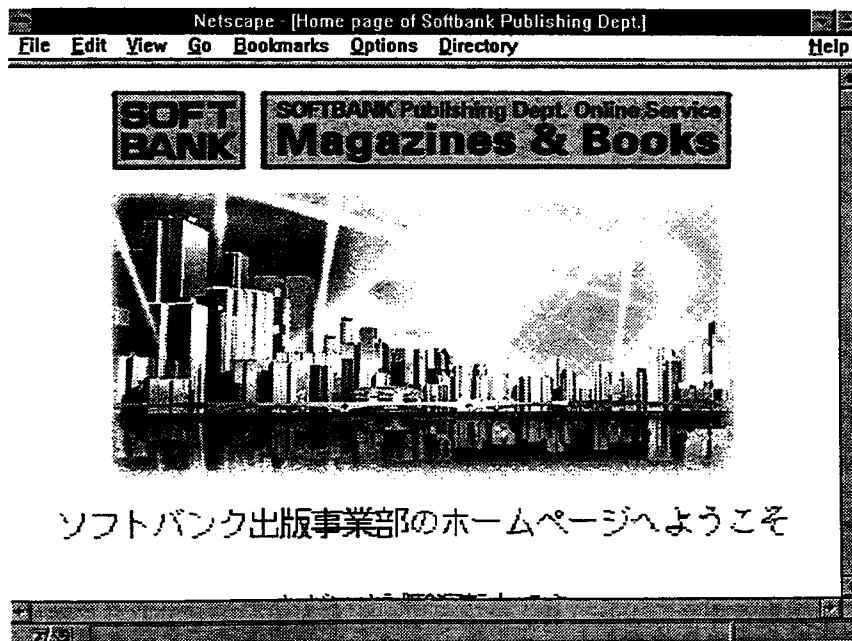 Netscape - [Home page of Softbank Publishing Dept.]
File Edit View Go Bookmarks Options Directory Help
SOFT
BANK
SOFTBANK Publishing Dept. Online Service
Magazines & Books
ソフトバンク出版事業部のホームページへようこそ